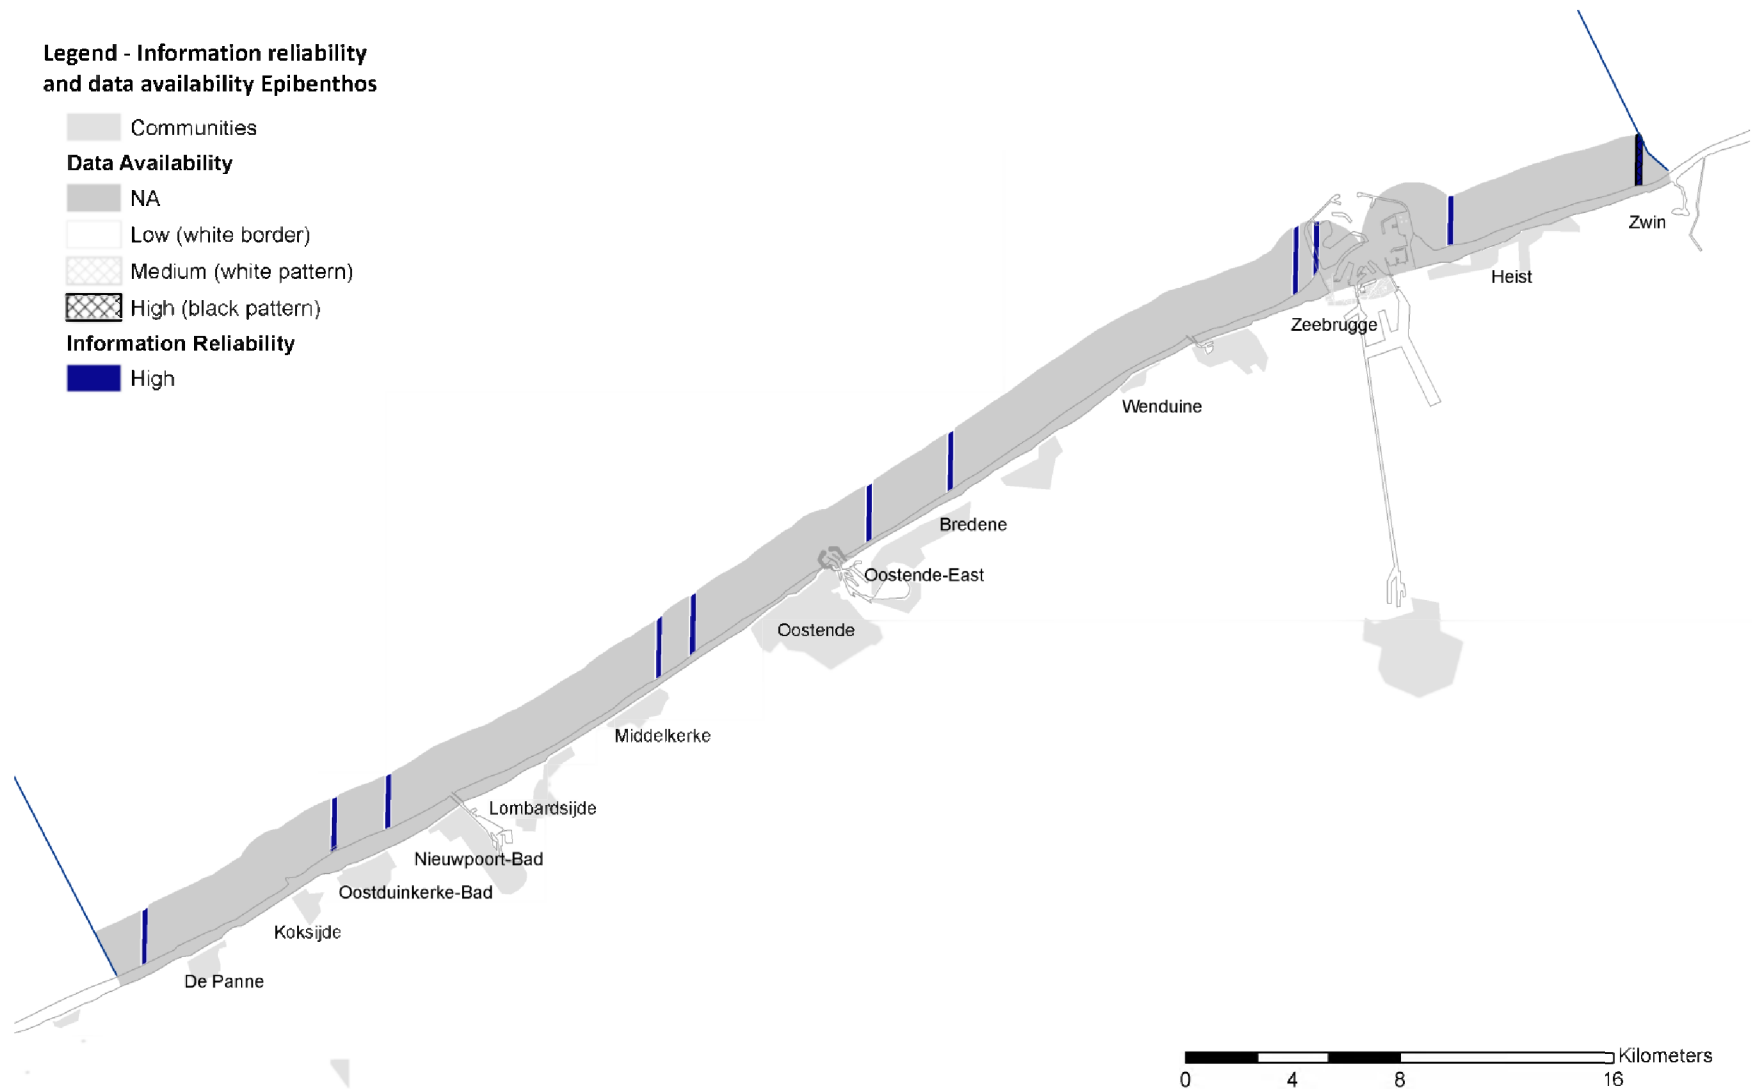 Legend - Information reliability
and data availability Epibenthos
Communities
Data Availability
NA
Low (white border)
Medium (white pattern)
High (black pattern)
Information Reliability
High
Zwin
Heist
Zeebrugge
Wenduine
Bredene
Oostende-East
Oostende
Middelkerke
Lombardsijde
Nieuwpoort-Bad
Oostduinkerke-Bad
Koksijde
De Panne
Kilometers
0 4 8 16